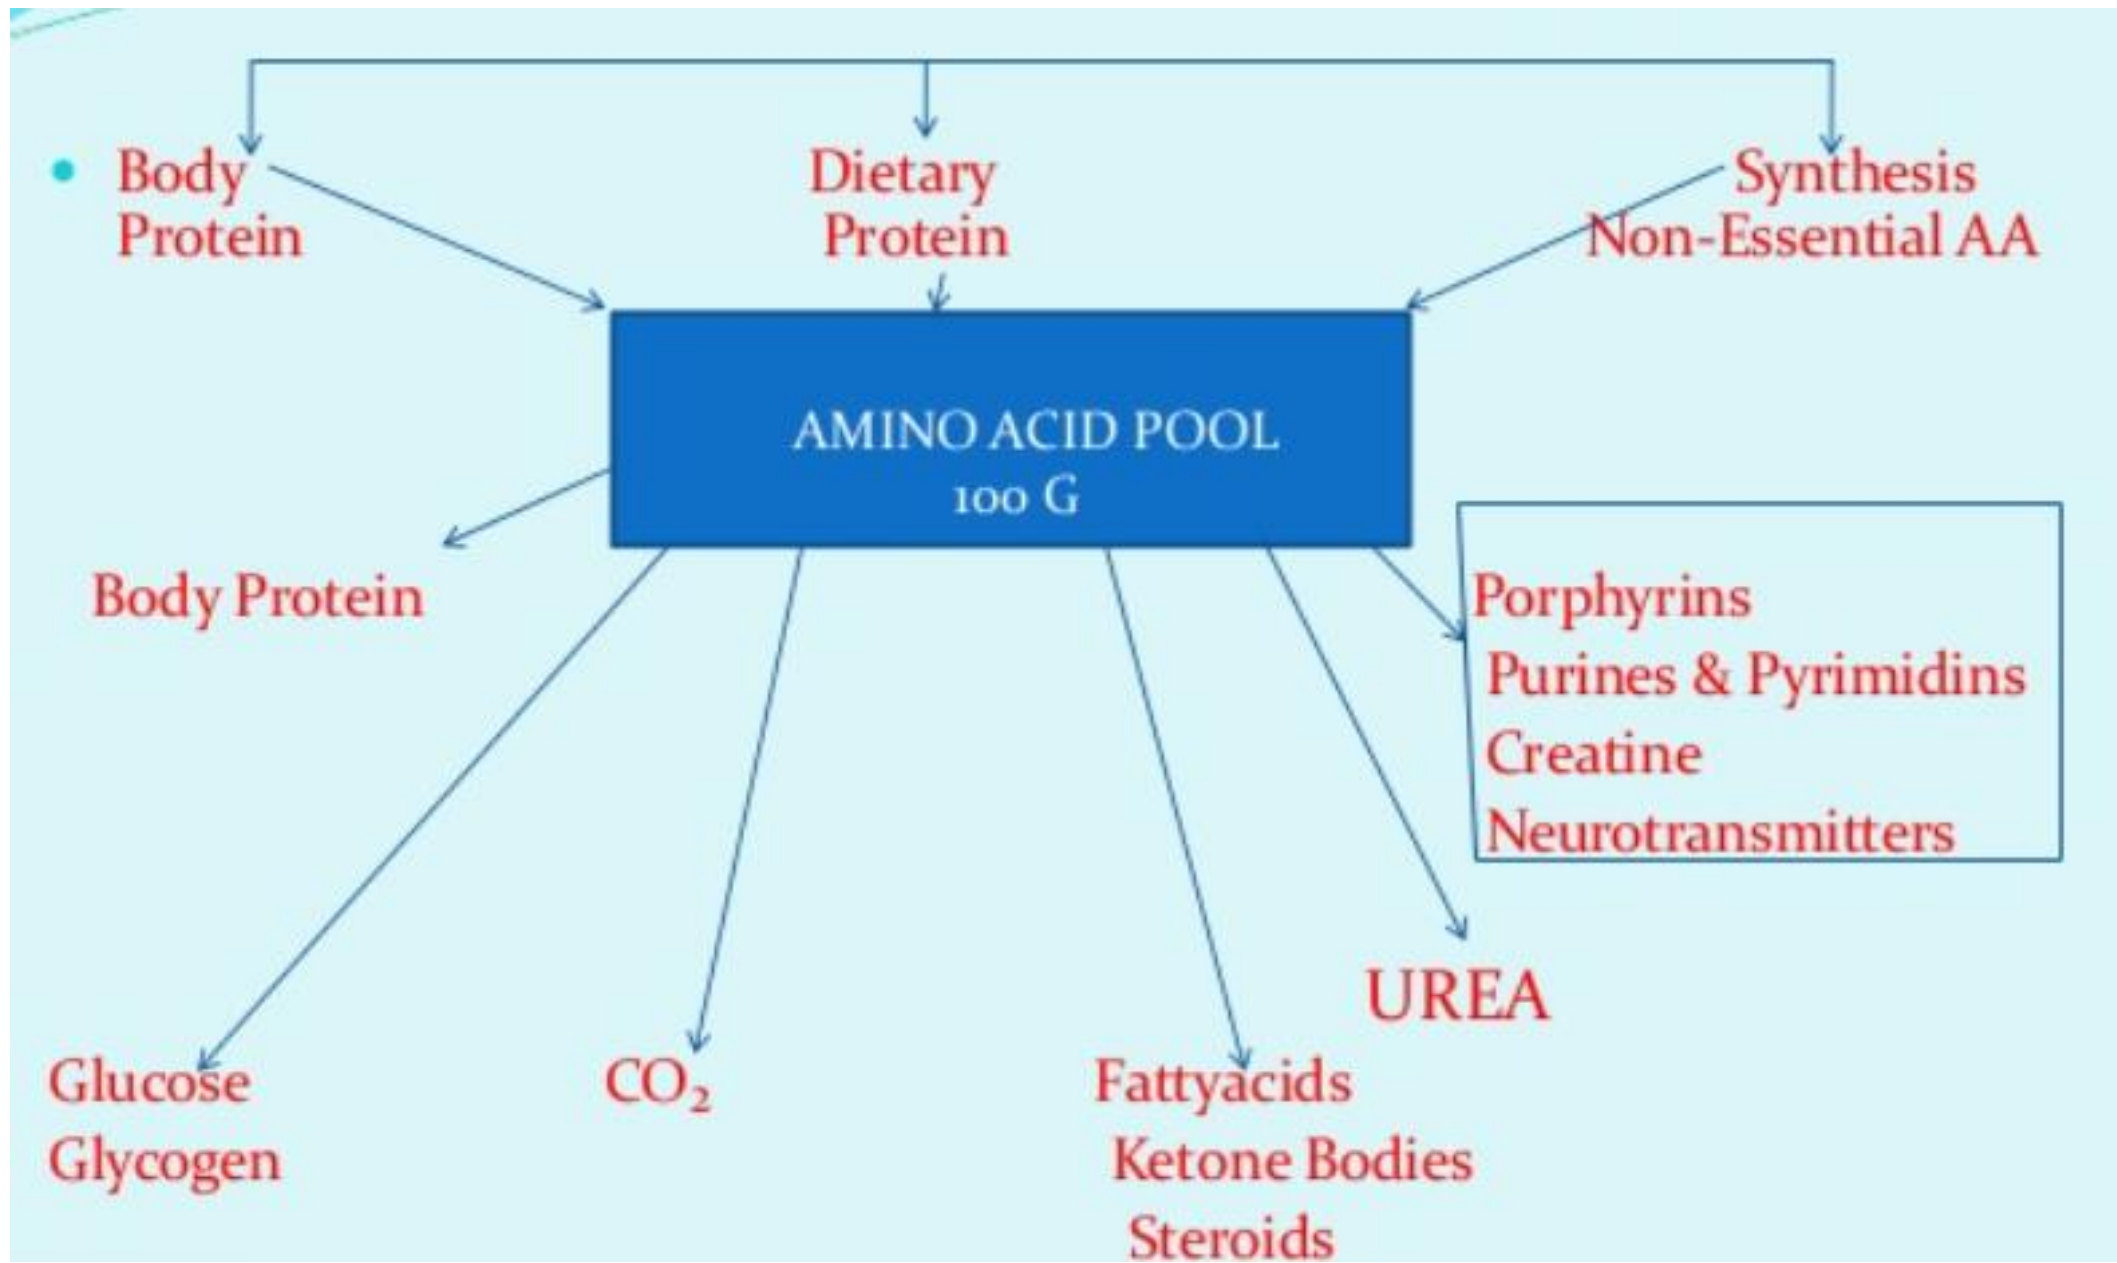 Body
Protein
Dietary
Protein
Synthesis
Non-Essential AA
AMINO ACID POOL
100 G
Body Protein
Porphyrins
Purines & Pyrimidins
Creatine
Neurotransmitters
UREA
Glucose
Glycogen
CO₂
Fattyacids
Ketone Bodies
Steroids